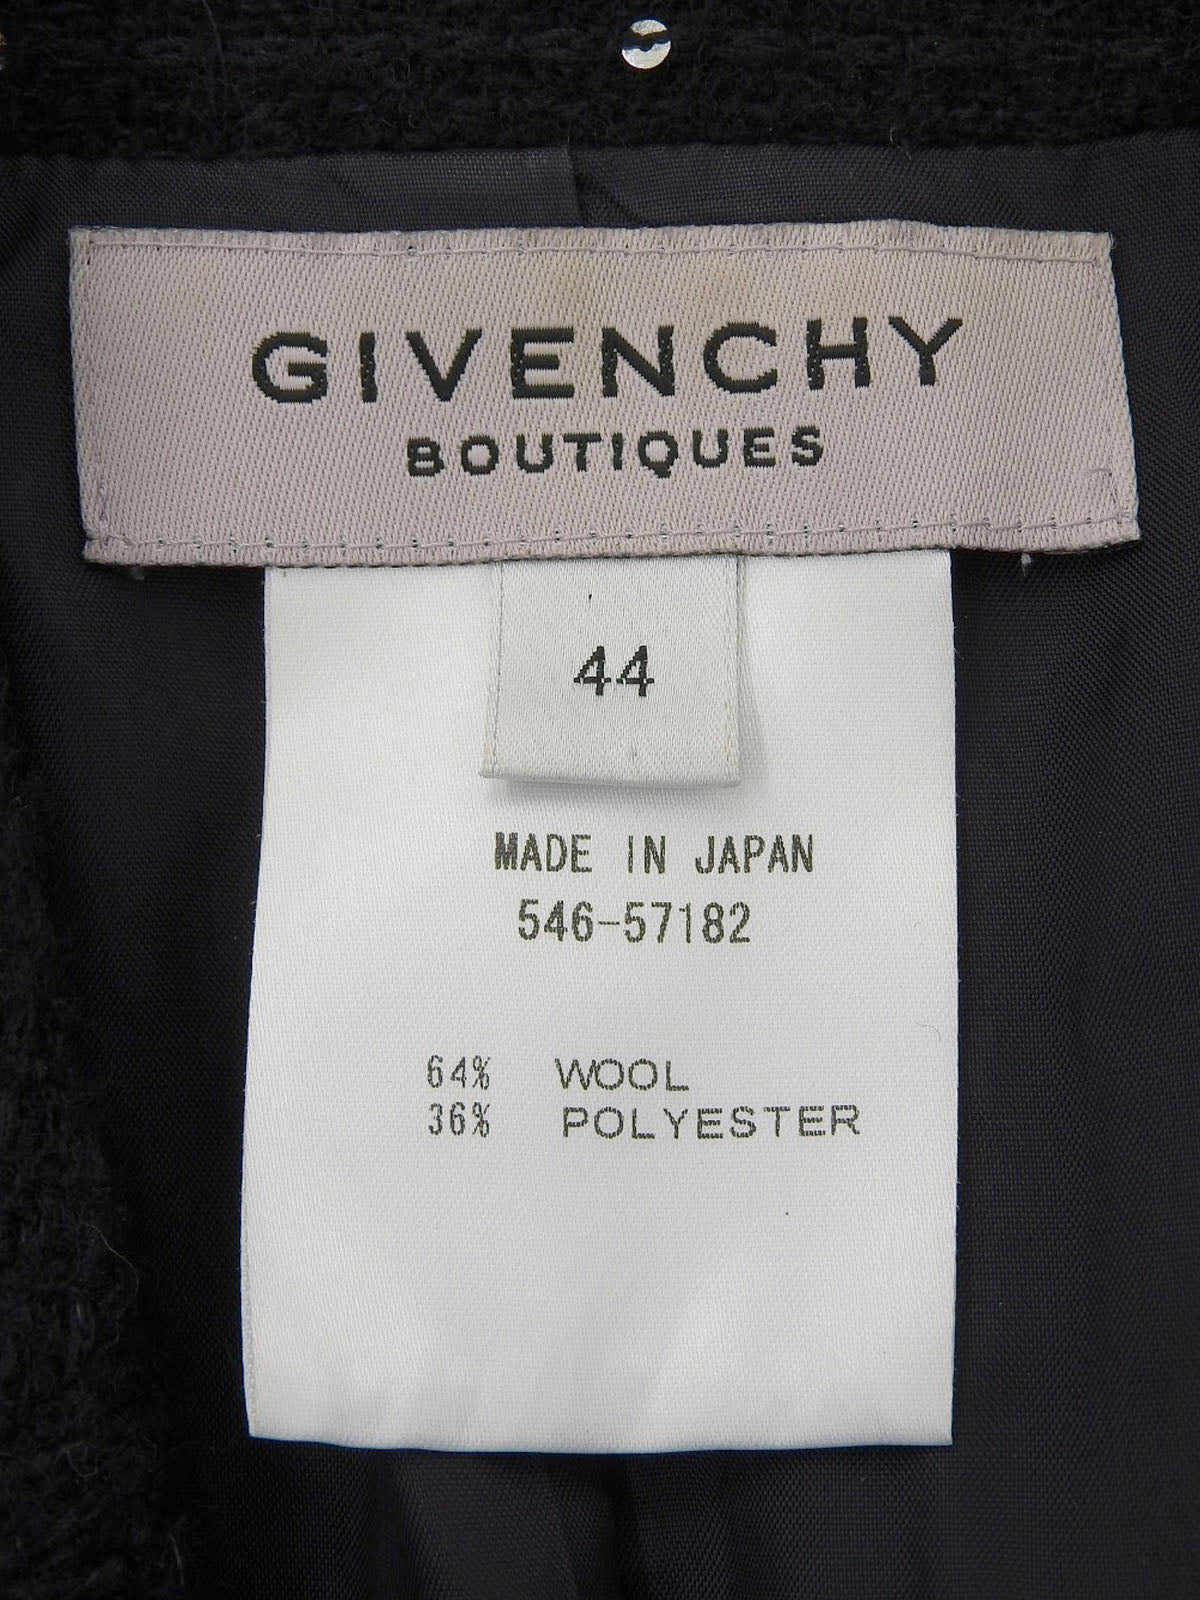 GIVENCHY
BOUTIQUES
44
MADE IN JAPAN
546-57182
64% WOOL
36% POLYESTER